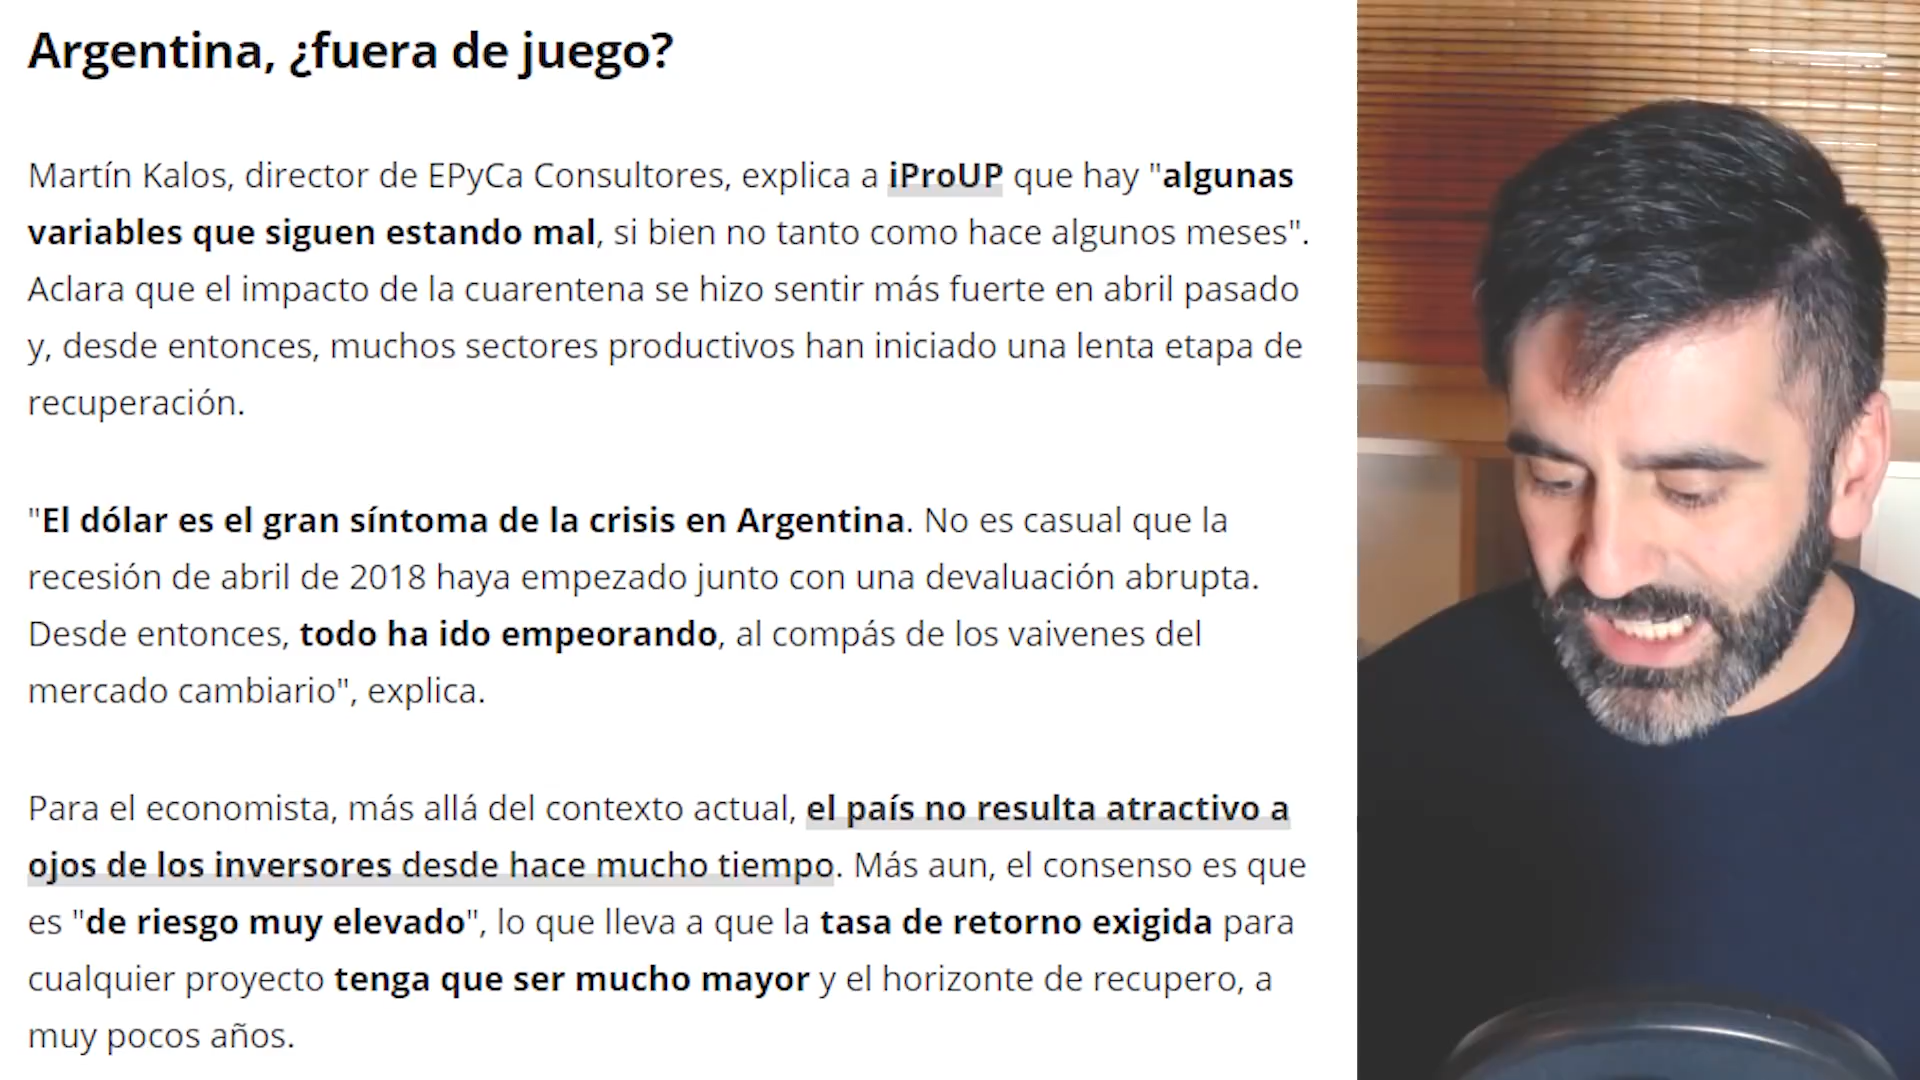 Argentina, ¿fuera de juego?
Martín Kalos, director de EPyCa Consultores, explica a iProUP que hay "algunas
variables que siguen estando mal, si bien no tanto como hace algunos meses".
Aclara que el impacto de la cuarentena se hizo sentir más fuerte en abril pasado
y, desde entonces, muchos sectores productivos han iniciado una lenta etapa de
recuperación.
"El dólar es el gran síntoma de la crisis en Argentina. No es casual que la
recesión de abril de 2018 haya empezado junto con una devaluación abrupta.
Desde entonces, todo ha ido empeorando, al compás de los vaivenes del
mercado cambiario", explica.
Para el economista, más allá del contexto actual, el país no resulta atractivo a
ojos de los inversores desde hace mucho tiempo. Más aun, el consenso es que
es "de riesgo muy elevado", lo que lleva a que la tasa de retorno exigida para
cualquier proyecto tenga que ser mucho mayor y el horizonte de recupero, a
muy pocos años.